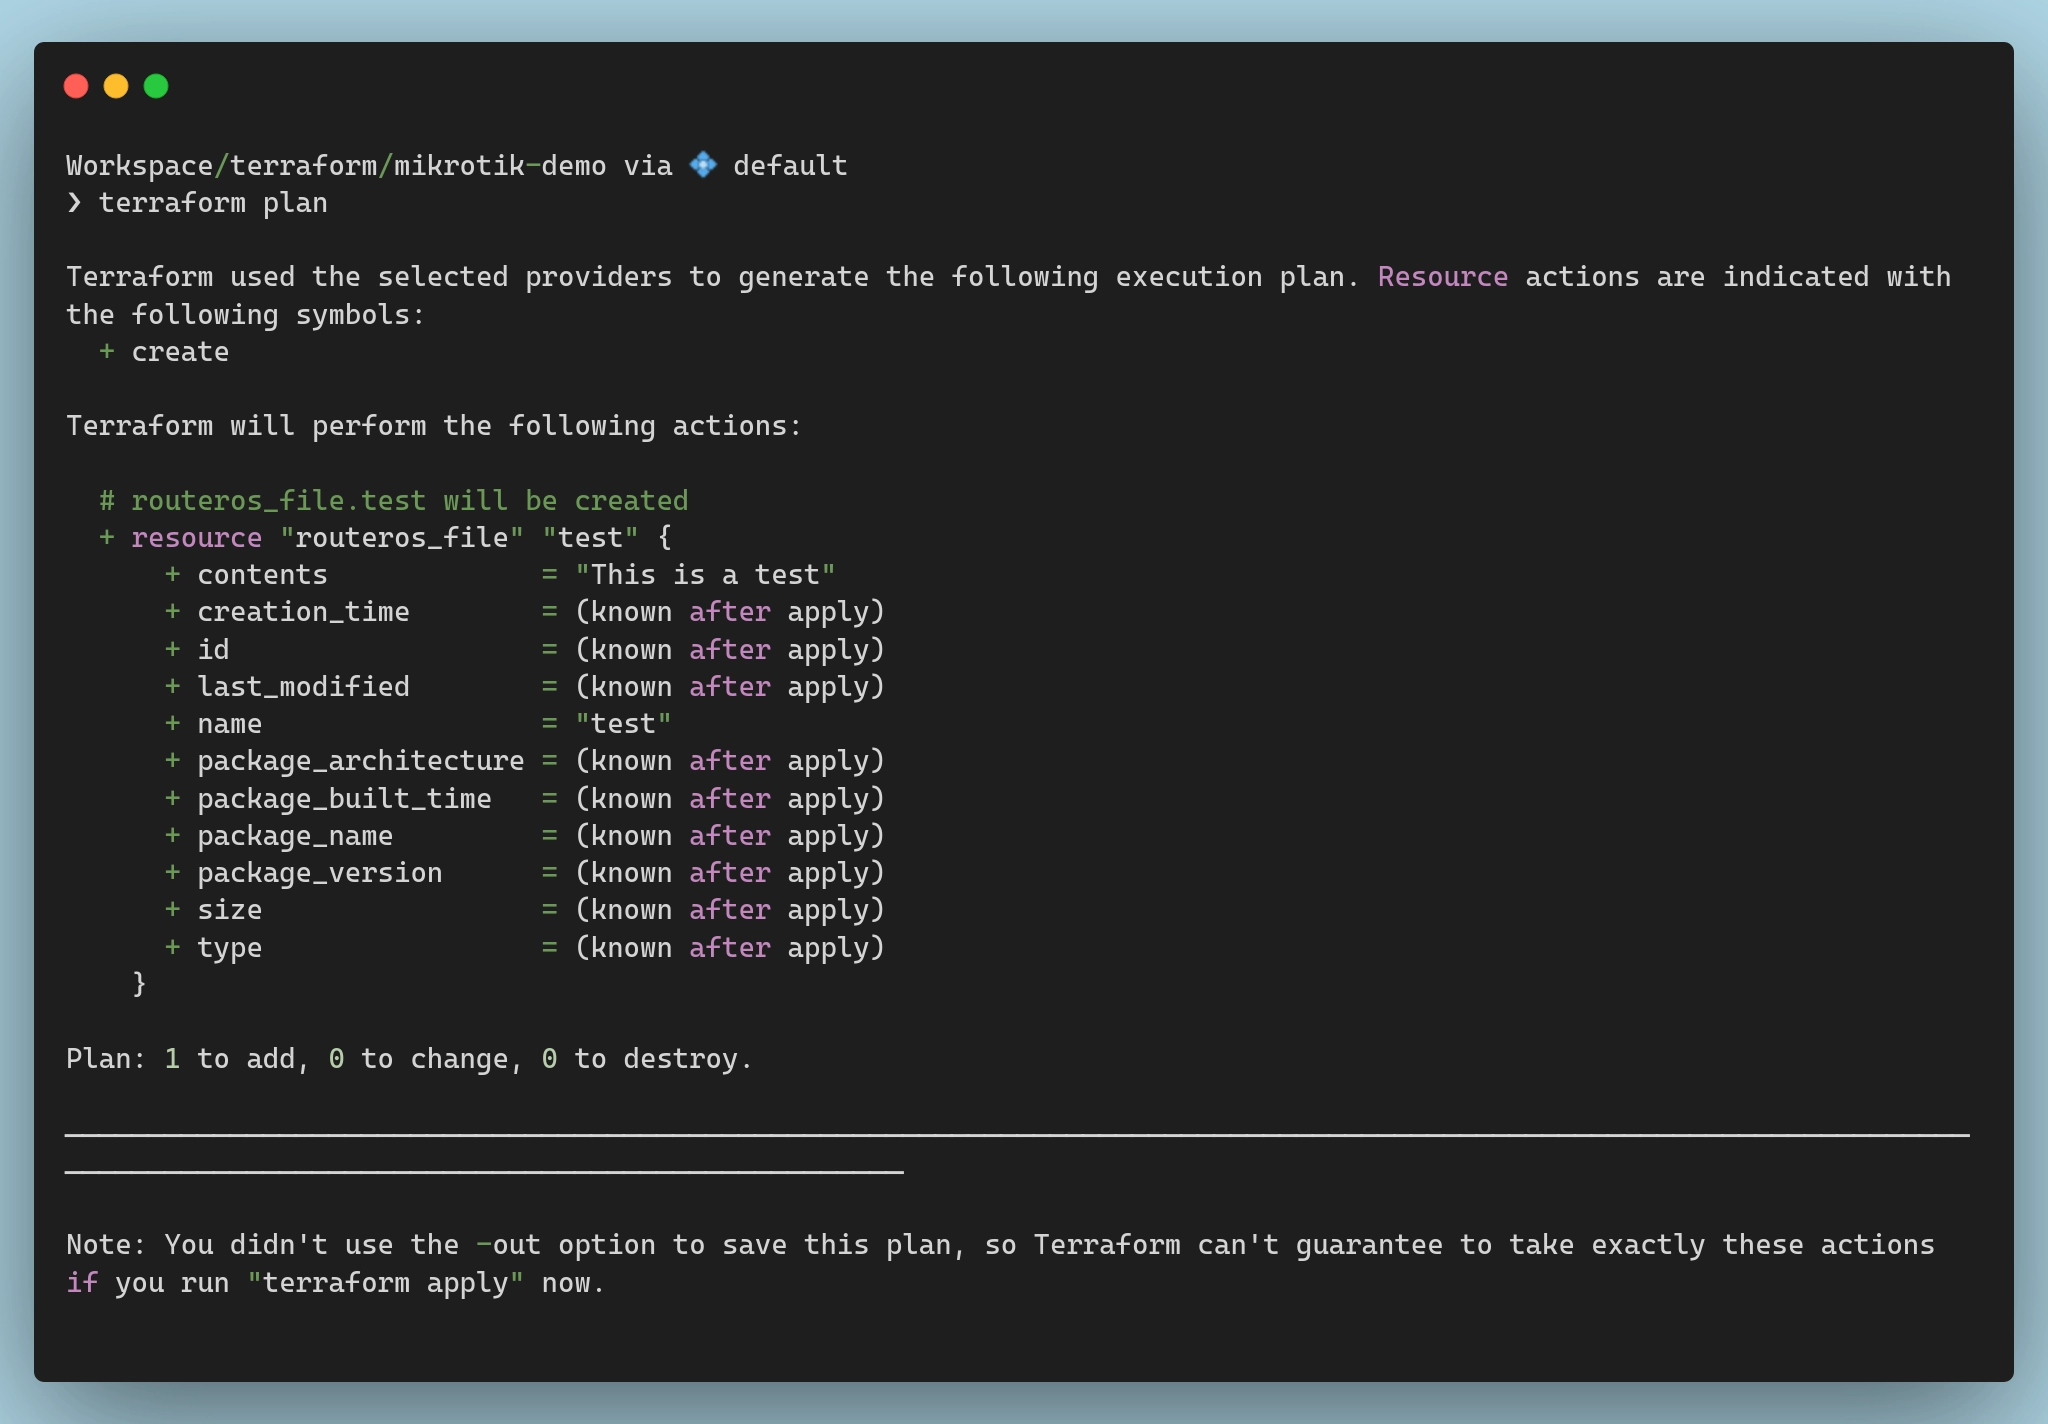 Workspace/terraform/mikrotik-demo via 💠 default
❯ terraform plan
Terraform used the selected providers to generate the following execution plan. Resource actions are indicated with
the following symbols:
  + create
Terraform will perform the following actions:
  # routeros_file.test will be created
  + resource "routeros_file" "test" {
      + contents             = "This is a test"
      + creation_time        = (known after apply)
      + id                   = (known after apply)
      + last_modified        = (known after apply)
      + name                 = "test"
      + package_architecture = (known after apply)
      + package_built_time   = (known after apply)
      + package_name         = (known after apply)
      + package_version      = (known after apply)
      + size                 = (known after apply)
      + type                 = (known after apply)
    }
Plan: 1 to add, 0 to change, 0 to destroy.
Note: You didn't use the -out option to save this plan, so Terraform can't guarantee to take exactly these actions
if you run "terraform apply" now.